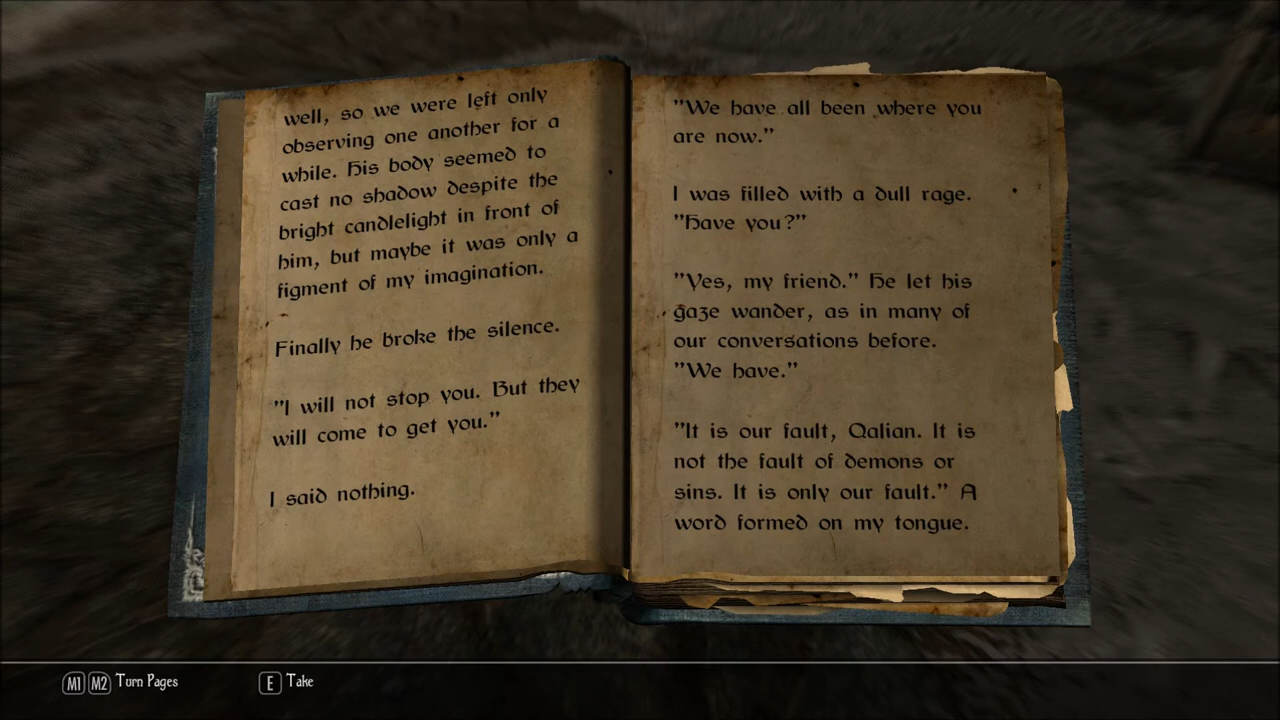 well, so we were left only
observing one another for a
while. His body seemed to
cast no shadow despite the
bright candlelight in front of
him, but maybe it was only a
figment of my imagination.
Finally he broke the silence.
"I will not stop you. But they
will come to get you."
I said nothing.
"We have all been where you
are now."
I was filled with a dull rage.
"Have you?"
"Yes, my friend." He let his
gaze wander, as in many of
our conversations before.
"We have."
"It is our fault, Qalian. It is
not the fault of demons or
sins. It is only our fault." A
word formed on my tongue.
M1 M2 Turn Pages
E Take